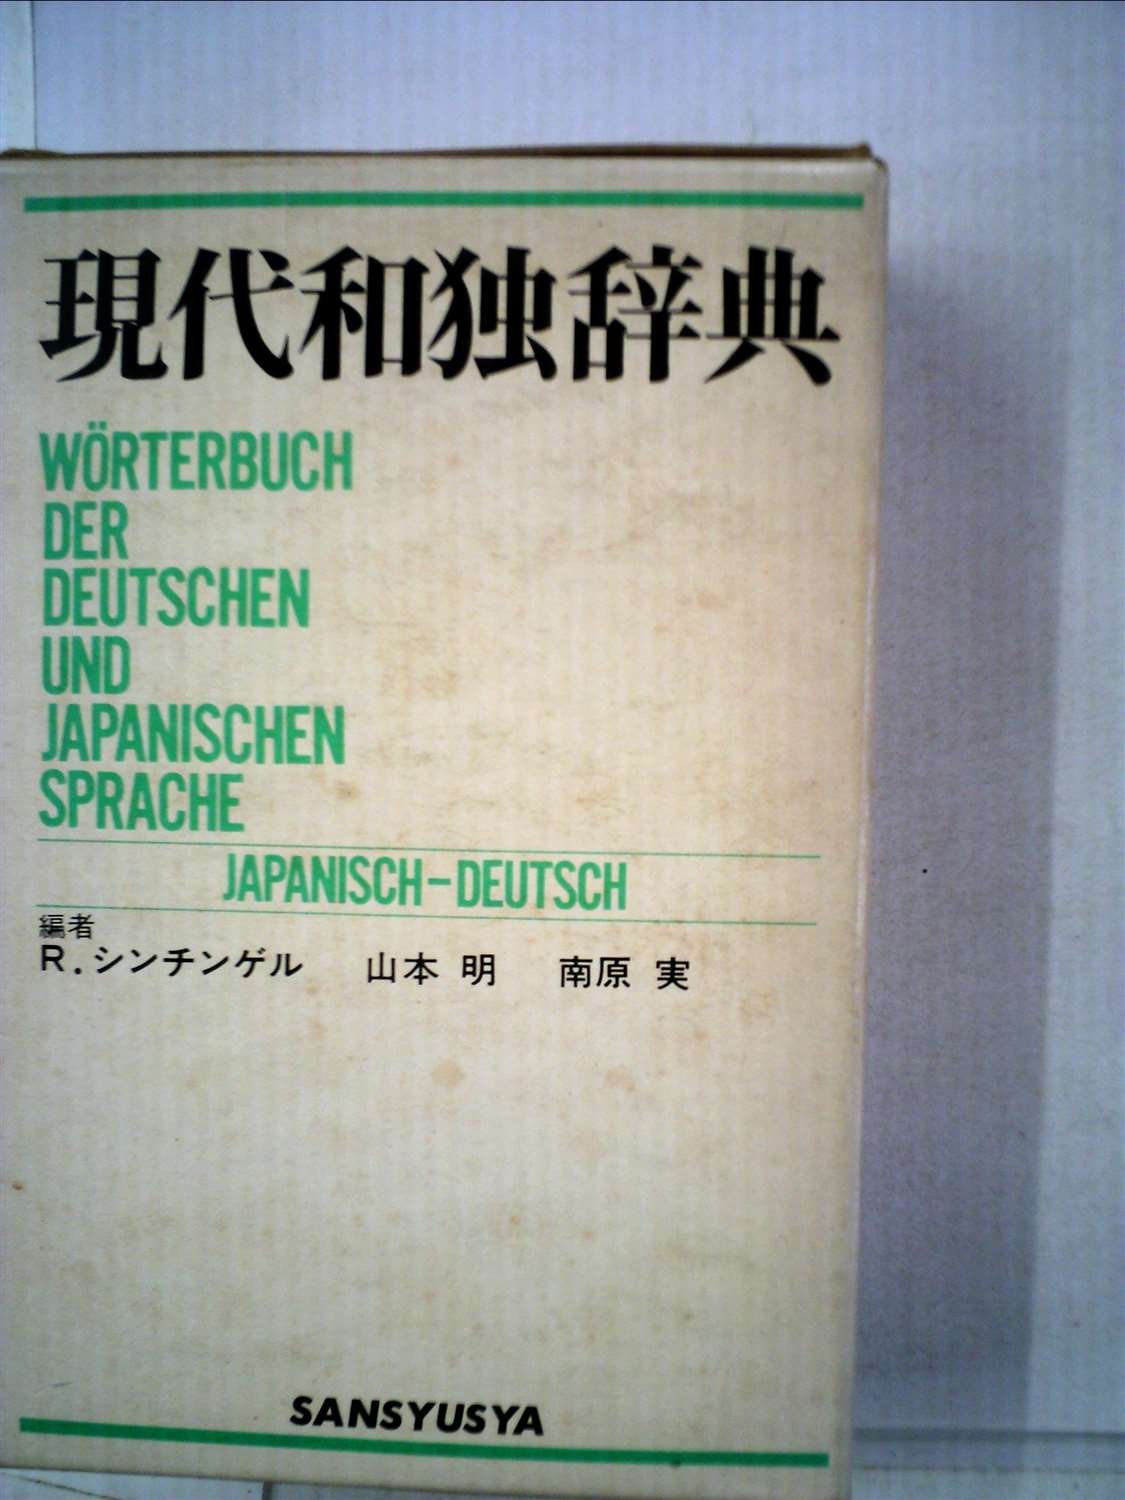 現代和独辞典
WÖRTERBUCH
DER
DEUTSCHEN
UND
JAPANISCHEN
SPRACHE
JAPANISCH-DEUTSCH
編者
R.シンチンゲル 山本 明 南原 実
SANSYUSYA